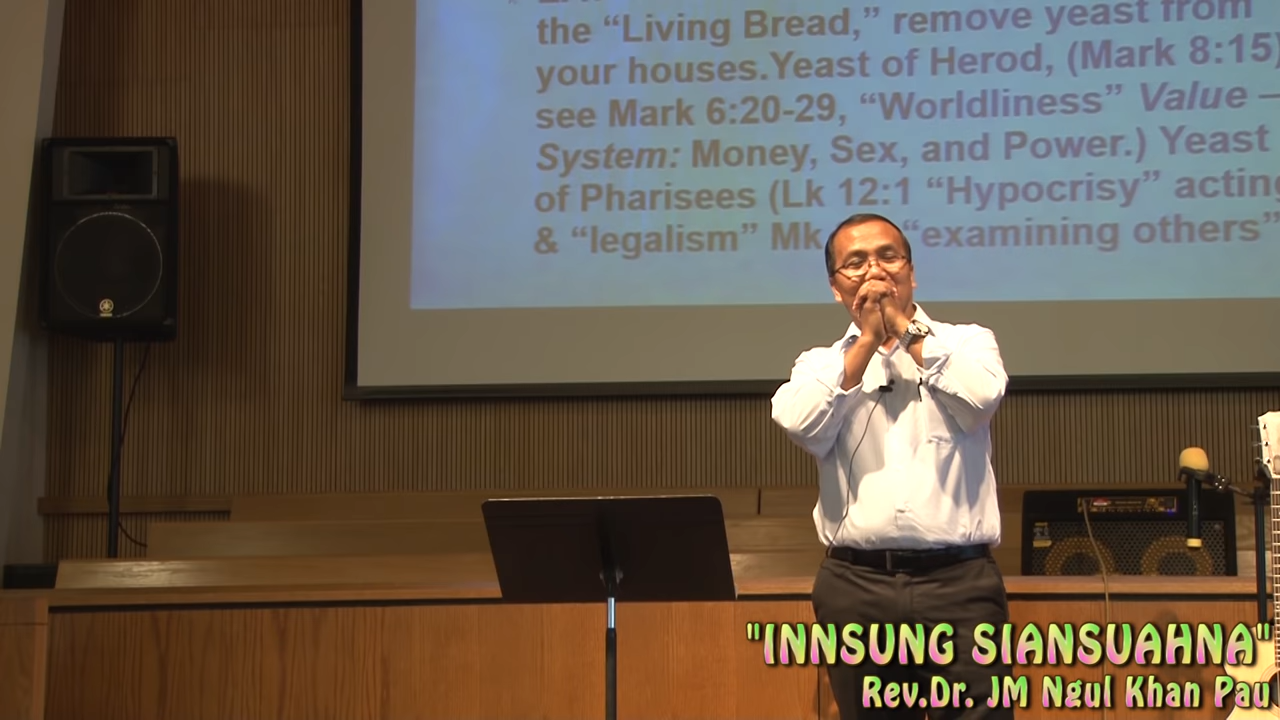 the “Living Bread,” remove yeast from
your houses.Yeast of Herod, (Mark 8:15)
see Mark 6:20-29, “Worldliness” Value –
System: Money, Sex, and Power.) Yeast
of Pharisees (Lk 12:1 “Hypocrisy” acting
& “legalism” Mk “examining others”
"INNSUNG SIANSUAHNA"
Rev.Dr. JM Ngul Khan Pau